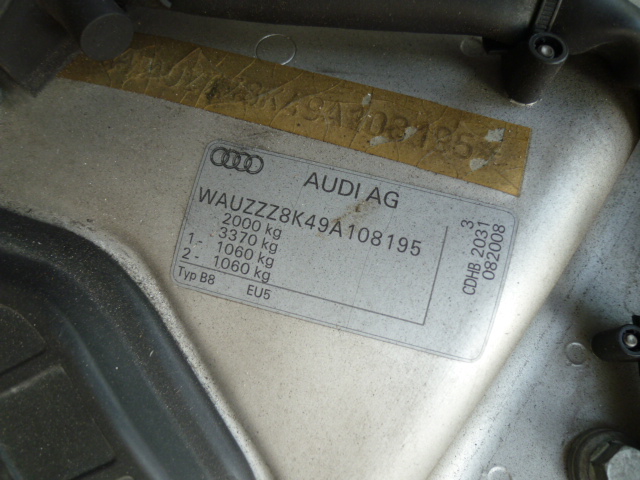 8K49A108195*
AUDI AG
WAUZZZ8K49A108195
2000 kg
3370 kg
1 - 1060 kg
2 - 1060 kg
Typ B8 EU5
3
CDHB 2031
082008